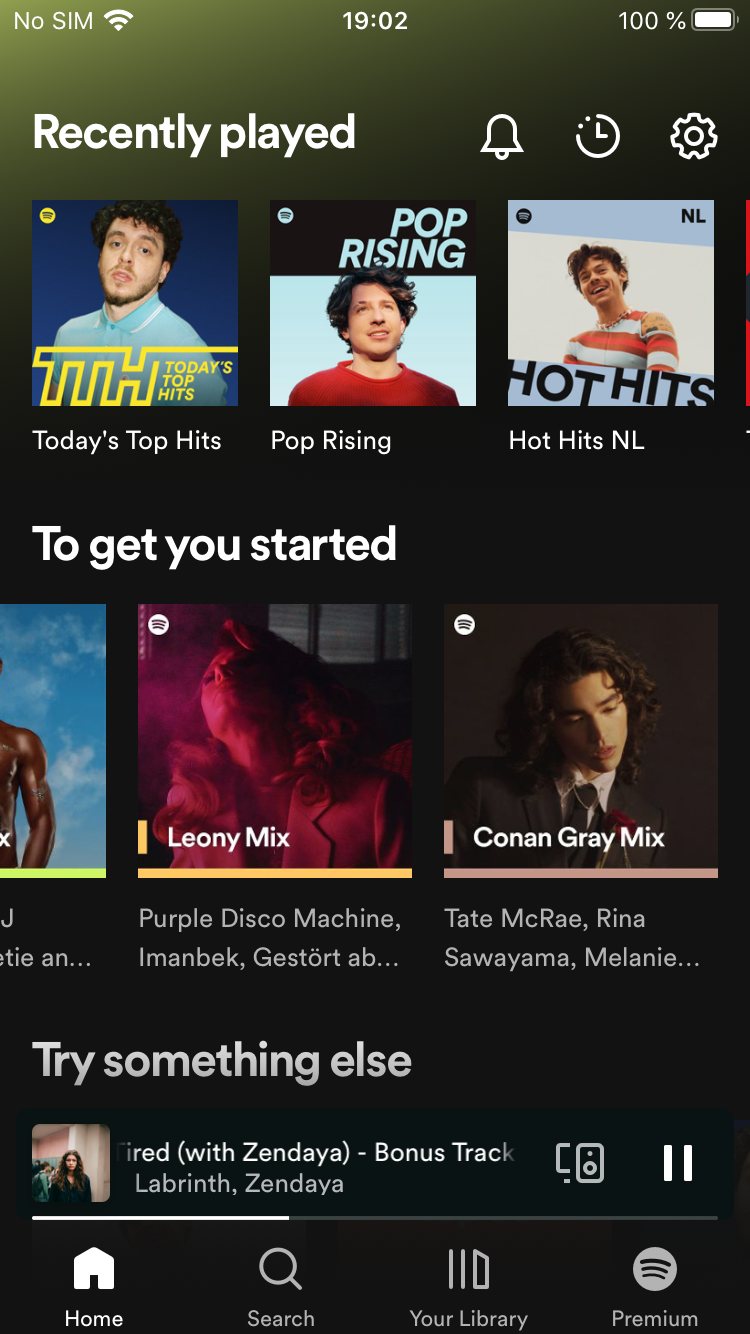 No SIM 19:02 100 %
Recently played
POP
RISING
NL
TTH TODAY'S
TOP
HITS
HOT HITS
Today's Top Hits
Pop Rising
Hot Hits NL
To get you started
x
Leony Mix
Conan Gray Mix
J
etie an...
Purple Disco Machine,
Imanbek, Gestört ab...
Tate McRae, Rina
Sawayama, Melanie...
Try something else
Tired (with Zendaya) - Bonus Track
Labrinth, Zendaya
Home
Search
Your Library
Premium